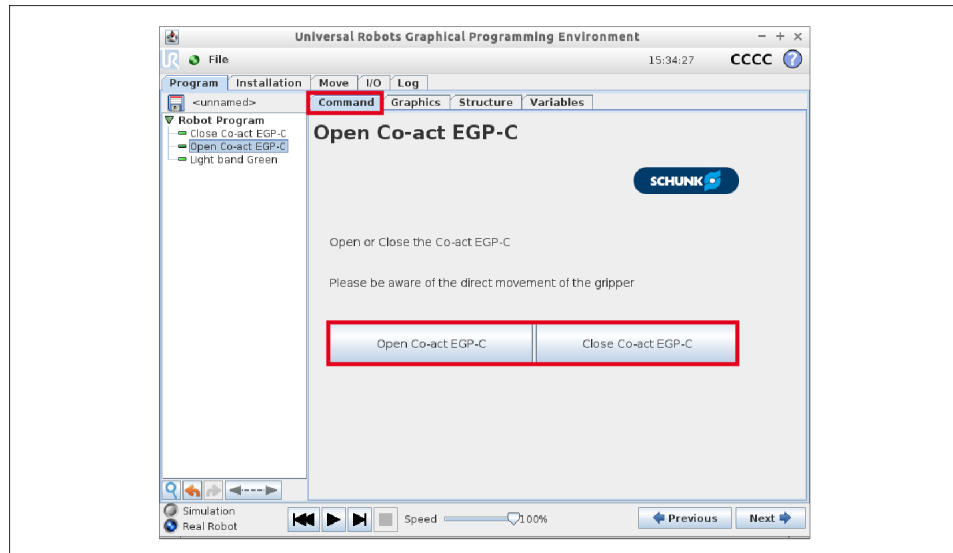 Universal Robots Graphical Programming Environment
File
15:34:27
CCCC
?
Program
Installation
Move
I/O
Log
<unnamed>
Command
Graphics
Structure
Variables
Robot Program
Close Co-act EGP-C
Open Co-act EGP-C
Light band Green
Open Co-act EGP-C
SCHUNK
Open or Close the Co-act EGP-C
Please be aware of the direct movement of the gripper
Open Co-act EGP-C
Close Co-act EGP-C
Simulation
Real Robot
Speed
100%
Previous
Next